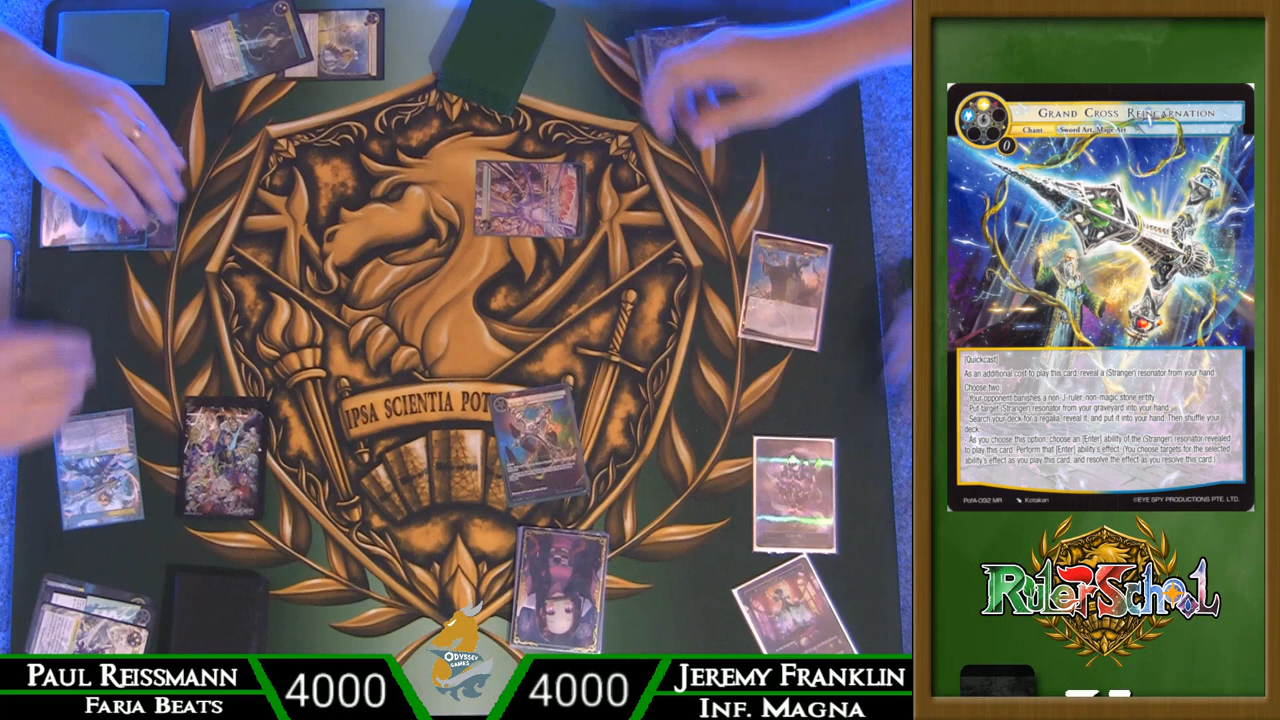 GRAND CROSS REINCARNATION
Chant Sword Art, Mage Art
0
[Quickcast]
As an additional cost to play this card, reveal a (Stranger) resonator from your hand
Choose two
Your opponent banishes a non-J-ruler, non-magic stone entity
Put target (Stranger) resonator from your graveyard into your hand
Search your deck for a regalia, reveal it, and put it into your hand. Then shuffle your
deck
As you choose this option, choose an [Enter] ability of the (Stranger) resonator revealed
to play this card. Perform that [Enter] ability's effect. (You choose targets for the selected
ability's effect as you play this card, and resolve the effect as you resolve this card.)
PofA-092 MR Kotakan ©EYE SPY PRODUCTIONS PTE. LTD.
IPSA SCIENTIA POT
RulerSchool
ODYSSEY
GAMES
PAUL REISSMANN
FARIA BEATS
4000
4000
JEREMY FRANKLIN
INF. MAGNA